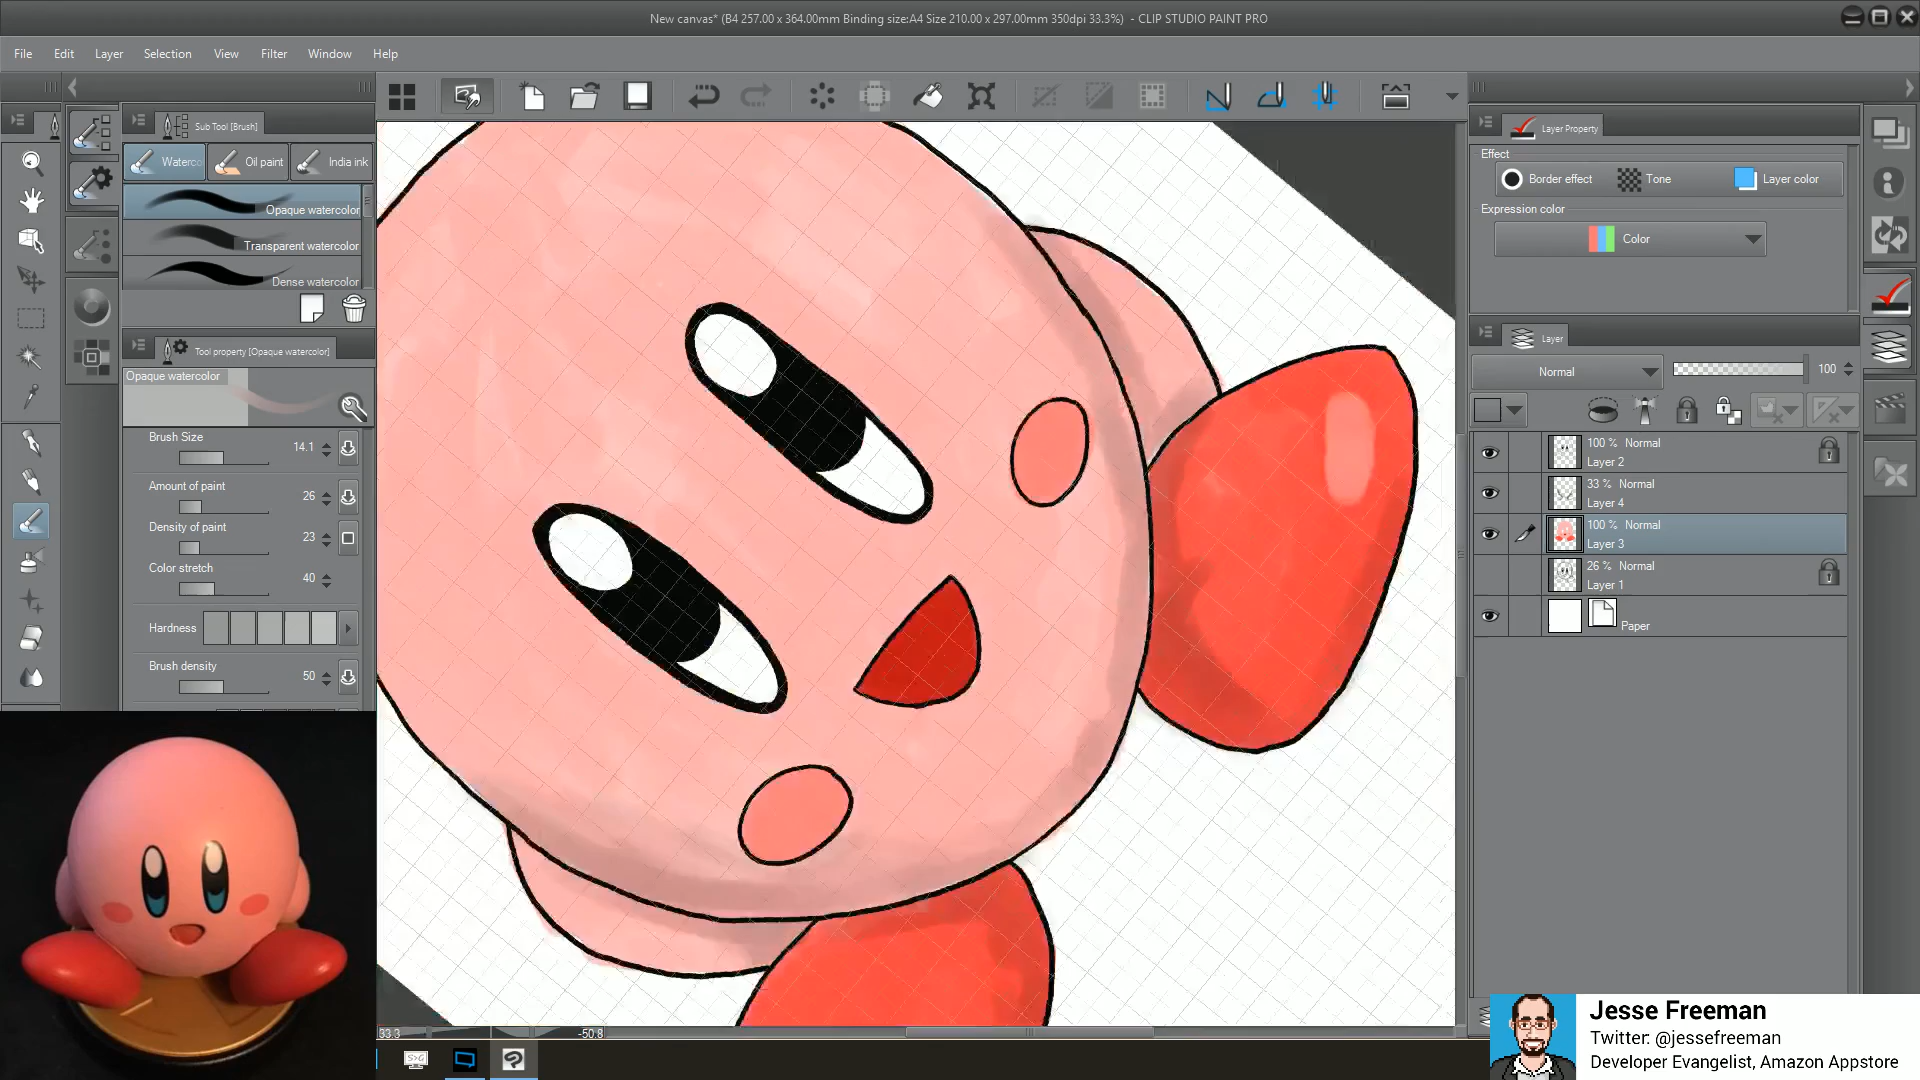 New canvas* (B4 257.00 x 364.00mm Binding size:A4 Size 210.00 x 297.00mm 350dpi 33.3%) - CLIP STUDIO PAINT PRO
File Edit Layer Selection View Filter Window Help
Sub Tool [Brush]
Waterco Oil paint India ink
Opaque watercolor
Transparent watercolor
Dense watercolor
Tool property [Opaque watercolor]
Opaque watercolor
Brush Size 14.1
Amount of paint 26
Density of paint 23
Color stretch 40
Hardness
Brush density 50
33.3 -50.8
Layer Property
Effect
Border effect Tone Layer color
Expression color
Color
Layer
Normal 100
100 % Normal
Layer 2
33 % Normal
Layer 4
100 % Normal
Layer 3
26 % Normal
Layer 1
Paper
Jesse Freeman
Twitter: @jessefreeman
Developer Evangelist, Amazon Appstore